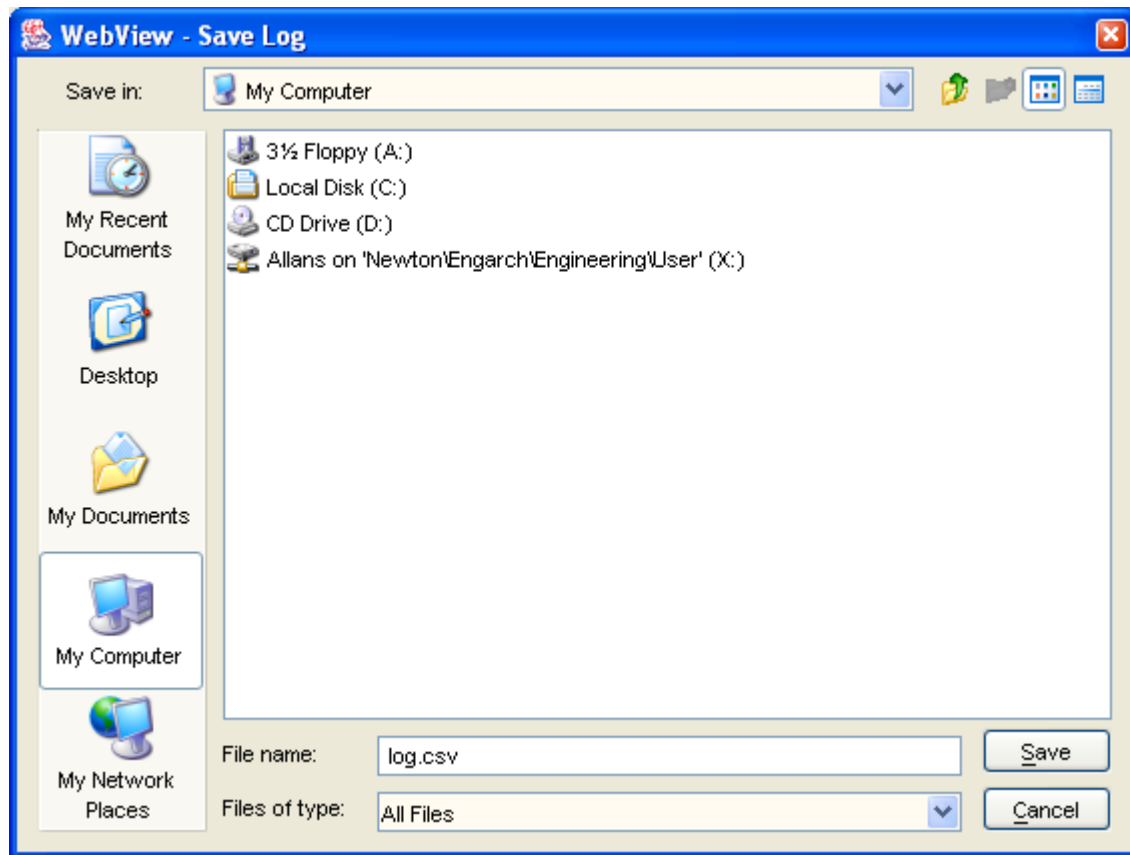 WebView - Save Log
Save in:
My Computer
My Recent
Documents
Desktop
My Documents
My Computer
My Network
Places
3½ Floppy (A:)
Local Disk (C:)
CD Drive (D:)
Allans on 'Newton\Engarch\Engineering\User' (X:)
File name:
log.csv
Save
Files of type:
All Files
Cancel